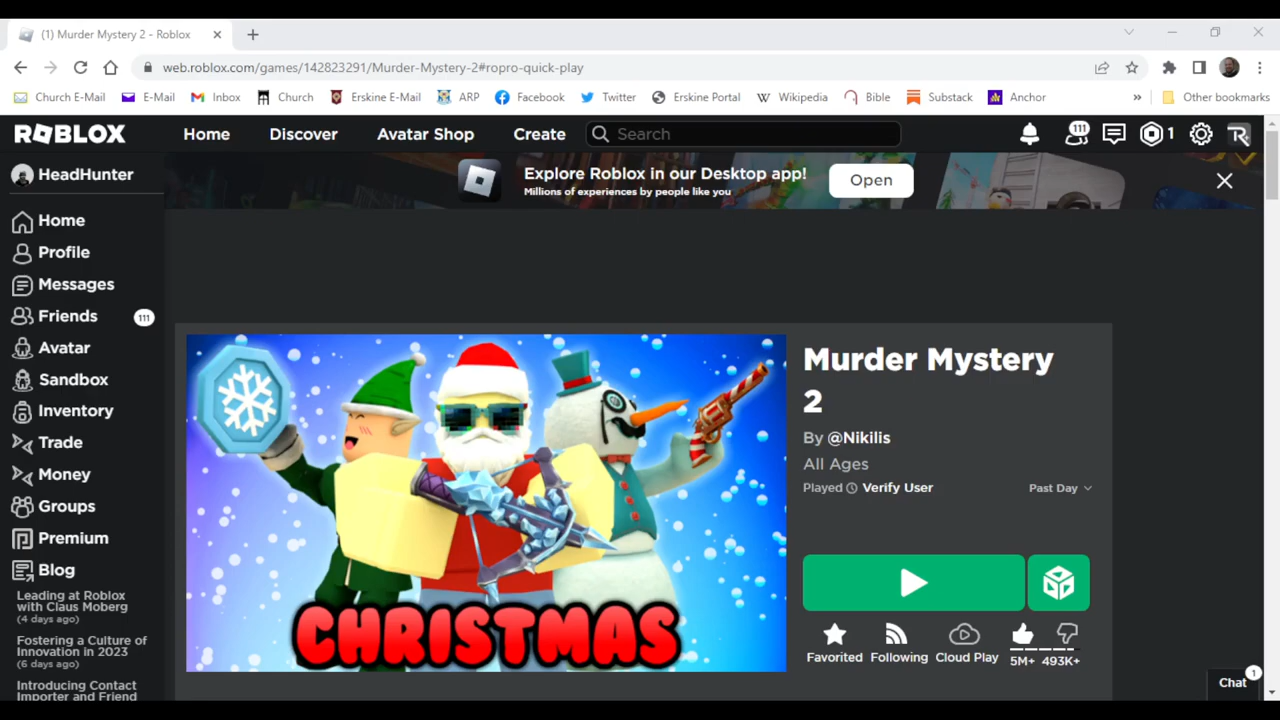 (1) Murder Mystery 2 - Roblox
web.roblox.com/games/142823291/Murder-Mystery-2#ropro-quick-play
Church E-Mail E-Mail Inbox Church Erskine E-Mail ARP Facebook Twitter Erskine Portal Wikipedia Bible Substack Anchor » Other bookmarks
ROBLOX Home Discover Avatar Shop Create Search 111 1
HeadHunter
Explore Roblox in our Desktop app!
Millions of experiences by people like you
Open
Home
Profile
Messages
Friends 111
Avatar
Sandbox
Inventory
Trade
Money
Groups
Premium
Blog
Leading at Roblox
with Claus Moberg
(4 days ago)
Fostering a Culture of
Innovation in 2023
(6 days ago)
Introducing Contact
Importer and Friend
CHRISTMAS
Murder Mystery
2
By @Nikilis
All Ages
Played Verify User Past Day
Favorited Following Cloud Play 5M+ 493K+
Chat 1